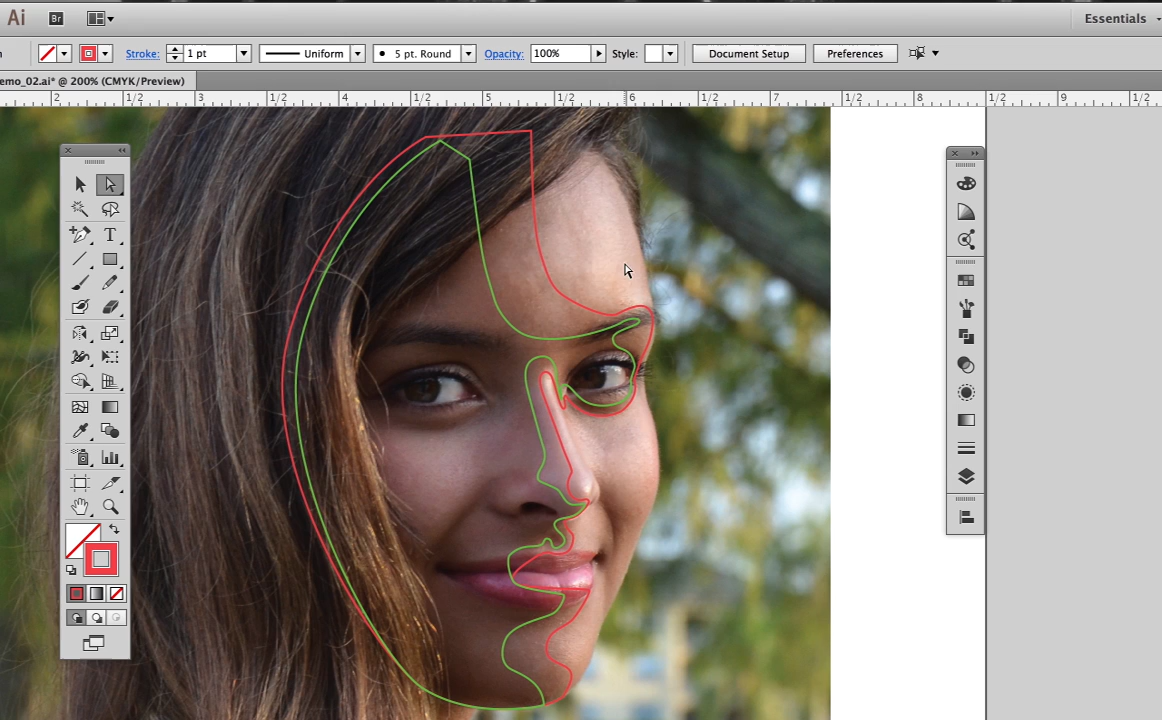 Ai Br Essentials
Stroke: 1 pt Uniform 5 pt. Round Opacity: 100% Style: Document Setup Preferences
emo_02.ai* @ 200% (CMYK/Preview)
2 1/2 3 1/2 4 1/2 5 1/2 6 1/2 7 1/2 8 1/2 9 1/2
T